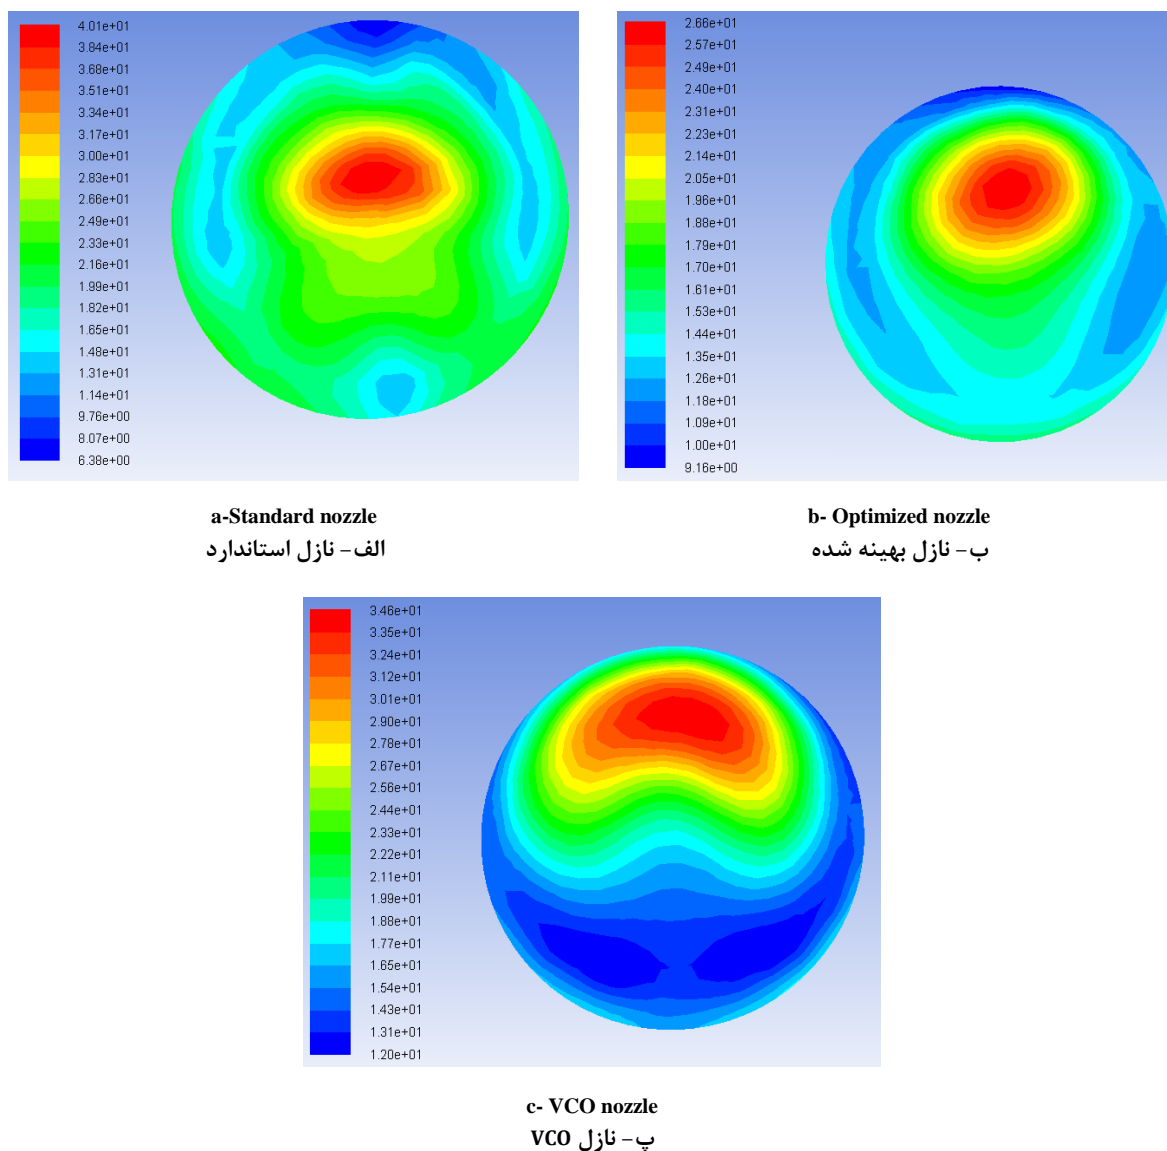 4.01e+01
3.84e+01
3.68e+01
3.51e+01
3.34e+01
3.17e+01
3.00e+01
2.83e+01
2.66e+01
2.49e+01
2.33e+01
2.16e+01
1.99e+01
1.82e+01
1.65e+01
1.48e+01
1.31e+01
1.14e+01
9.76e+00
8.07e+00
6.38e+00
2.66e+01
2.57e+01
2.49e+01
2.40e+01
2.31e+01
2.23e+01
2.14e+01
2.05e+01
1.96e+01
1.88e+01
1.79e+01
1.70e+01
1.61e+01
1.53e+01
1.44e+01
1.35e+01
1.26e+01
1.18e+01
1.09e+01
1.00e+01
9.16e+00
a-Standard nozzle
الف- نازل استاندارد
b- Optimized nozzle
ب- نازل بهینه شده
3.46e+01
3.35e+01
3.24e+01
3.12e+01
3.01e+01
2.90e+01
2.78e+01
2.67e+01
2.56e+01
2.44e+01
2.33e+01
2.22e+01
2.11e+01
1.99e+01
1.88e+01
1.77e+01
1.65e+01
1.54e+01
1.43e+01
1.31e+01
1.20e+01
c- VCO nozzle
پ- نازل VCO